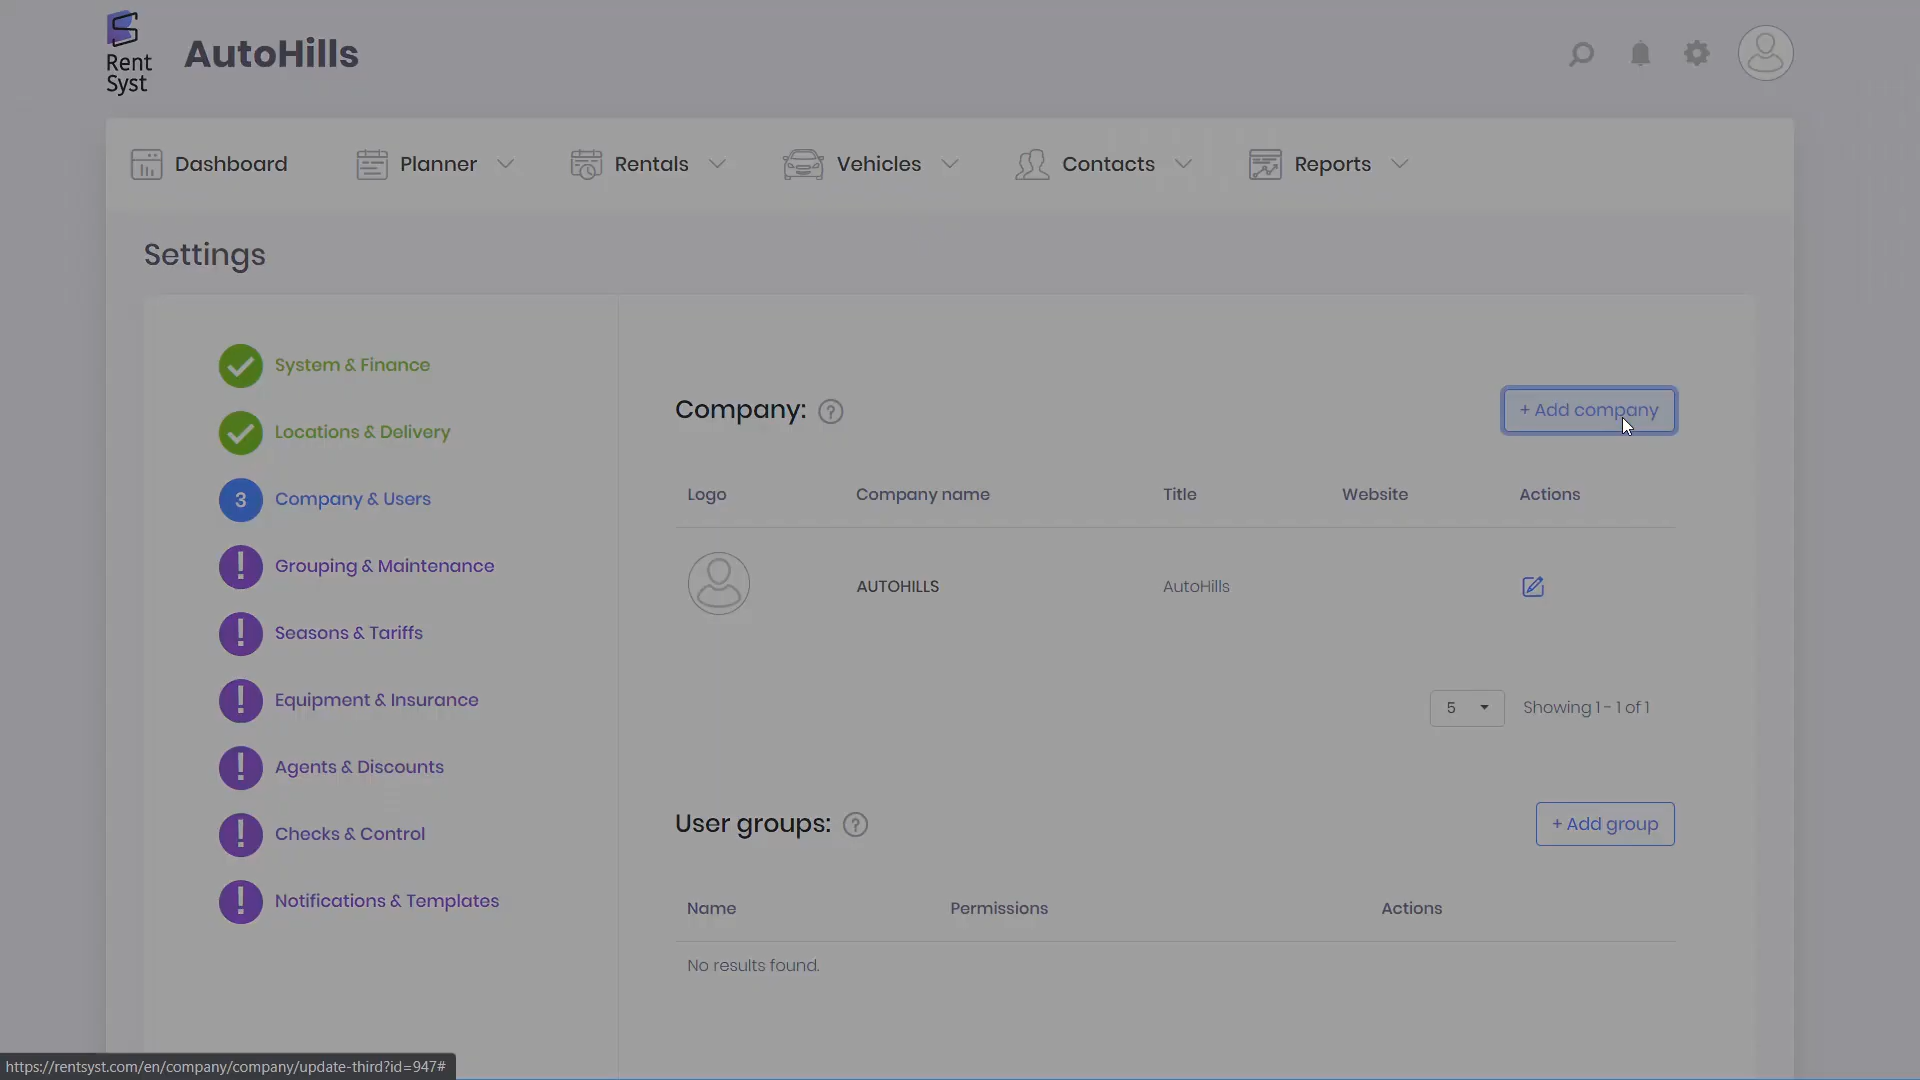 Rent
Syst
AutoHills
Dashboard
Planner
Rentals
Vehicles
Contacts
Reports
Settings
System & Finance
Locations & Delivery
3 Company & Users
! Grouping & Maintenance
! Seasons & Tariffs
! Equipment & Insurance
! Agents & Discounts
! Checks & Control
! Notifications & Templates
Company: ?
+ Add company
Logo Company name Title Website Actions
AUTOHILLS AutoHills
5 Showing 1 - 1 of 1
User groups: ?
+ Add group
Name Permissions Actions
No results found.
https://rentsyst.com/en/company/company/update-third?id=947#